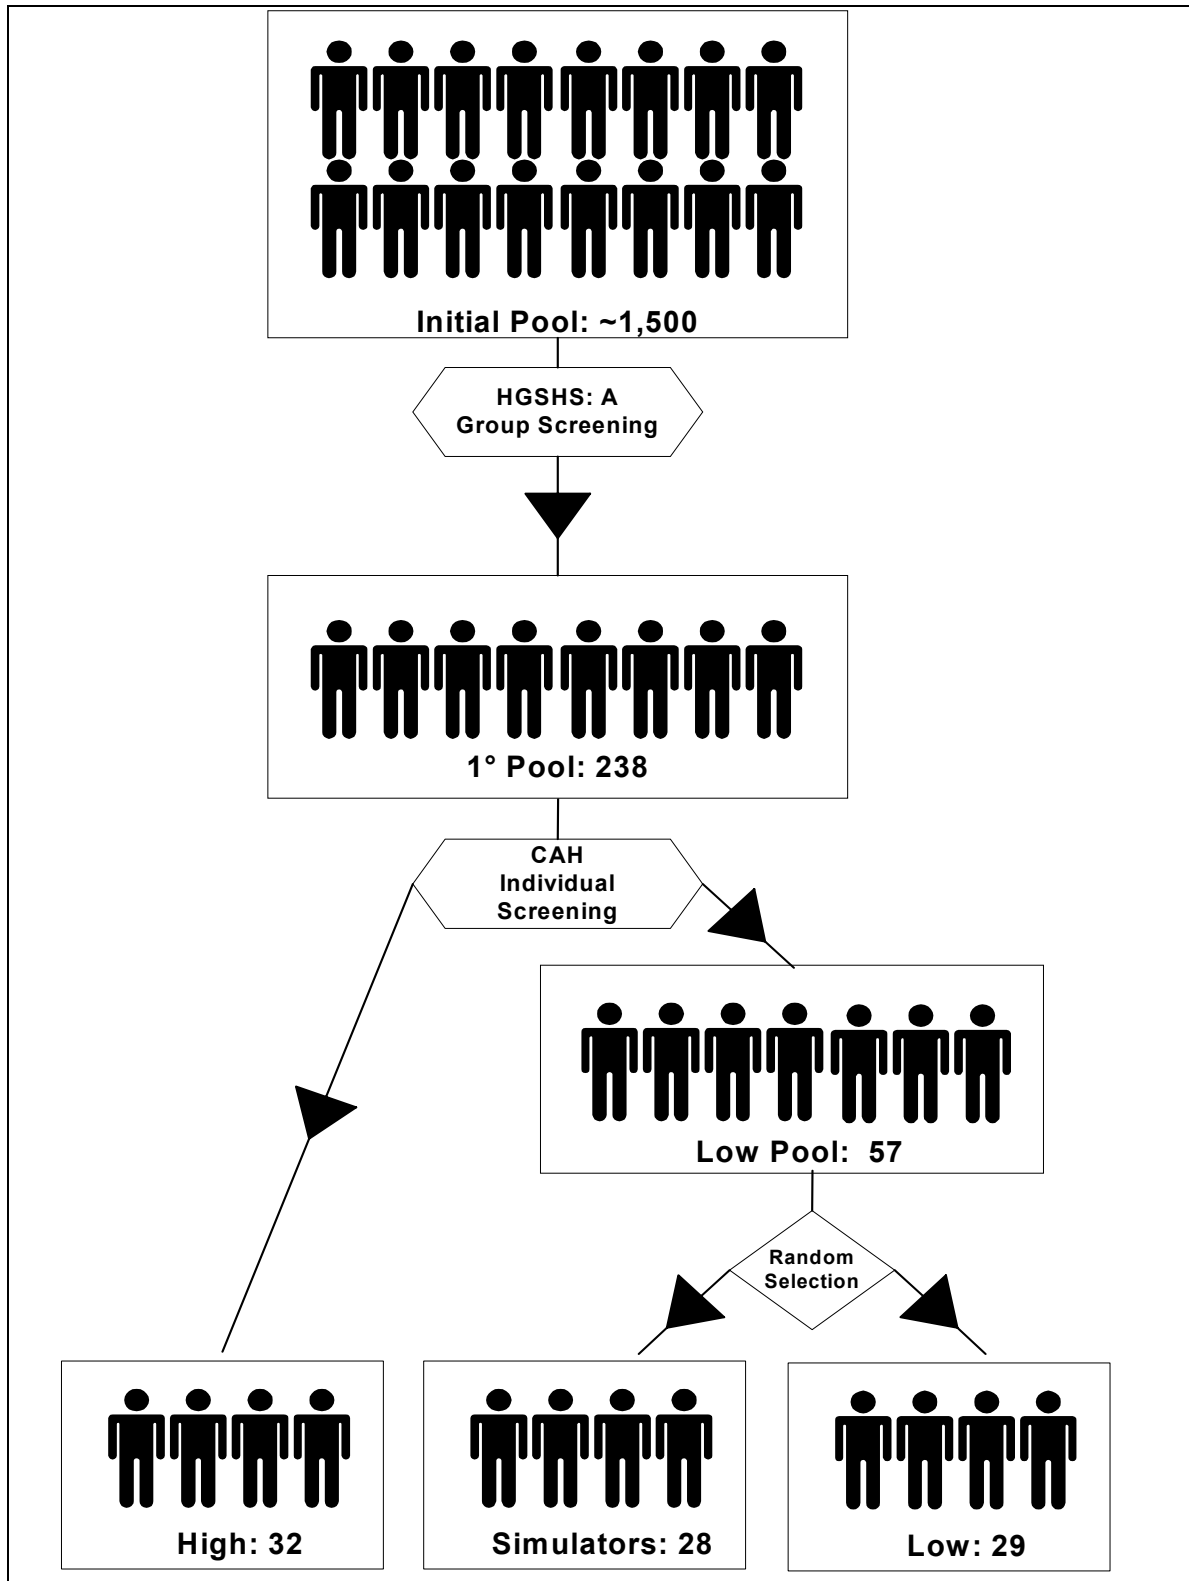 Initial Pool: ~1,500
HGSHS: A
Group Screening
1° Pool: 238
CAH
Individual
Screening
Low Pool: 57
Random
Selection
High: 32
Simulators: 28
Low: 29